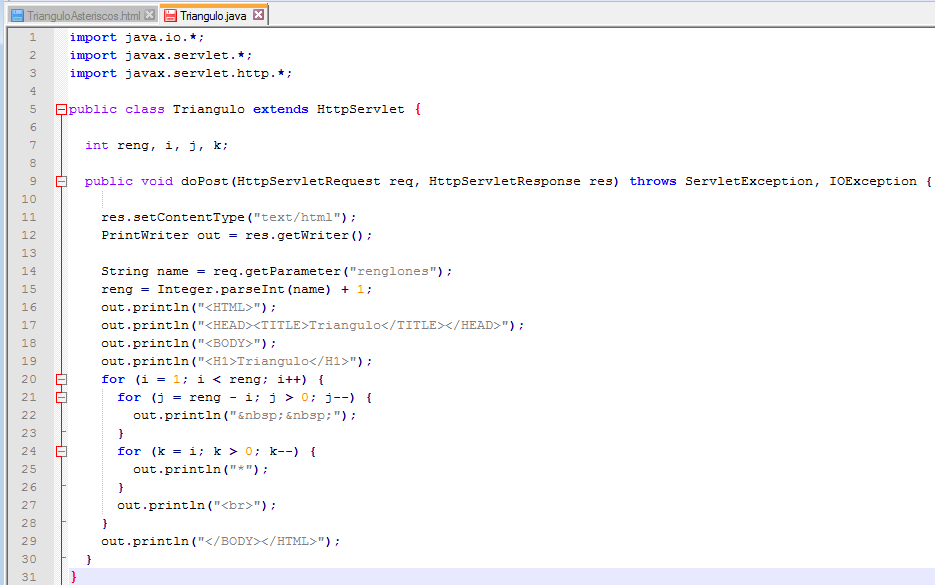 TrianguloAsteriscos.html Triangulo.java
1 import java.io.*;
2 import javax.servlet.*;
3 import javax.servlet.http.*;
4
5 public class Triangulo extends HttpServlet {
6
7 int reng, i, j, k;
8
9 public void doPost(HttpServletRequest req, HttpServletResponse res) throws ServletException, IOException {
10
11 res.setContentType("text/html");
12 PrintWriter out = res.getWriter();
13
14 String name = req.getParameter("renglones");
15 reng = Integer.parseInt(name) + 1;
16 out.println("<HTML>");
17 out.println("<HEAD><TITLE>Triangulo</TITLE></HEAD>");
18 out.println("<BODY>");
19 out.println("<H1>Triangulo</H1>");
20 for (i = 1; i < reng; i++) {
21 for (j = reng - i; j > 0; j--) {
22 out.println("&nbsp;&nbsp;");
23 }
24 for (k = i; k > 0; k--) {
25 out.println("*");
26 }
27 out.println("<br>");
28 }
29 out.println("</BODY></HTML>");
30 }
31 }